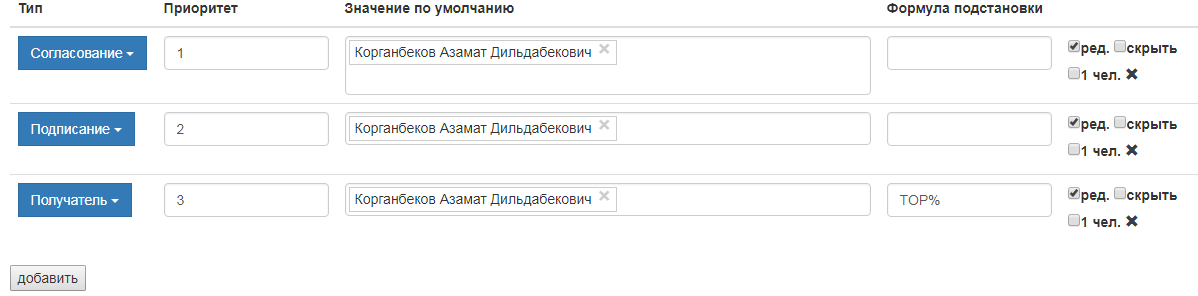 Тип Приоритет Значение по умолчанию Формула подстановки
Согласование 1 Корганбеков Азамат Дильдабекович ред. скрыть
1 чел.
Подписание 2 Корганбеков Азамат Дильдабекович ред. скрыть
1 чел.
Получатель 3 Корганбеков Азамат Дильдабекович TOP% ред. скрыть
1 чел.
добавить